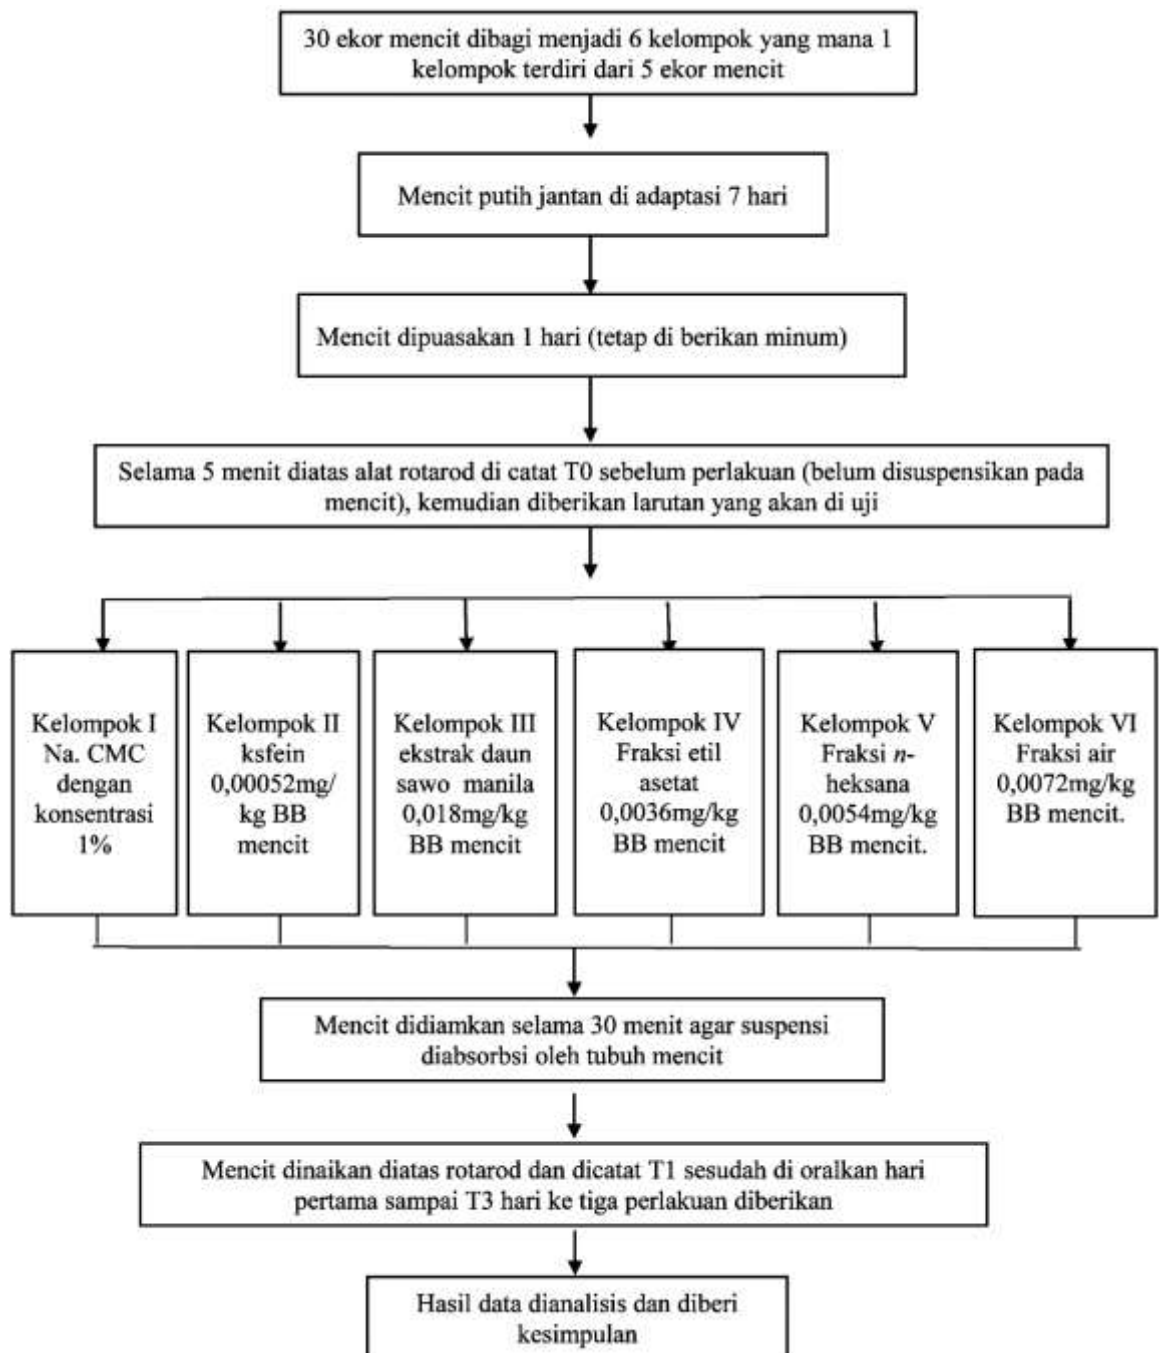 30 ekor mencit dibagi menjadi 6 kelompok yang mana 1
kelompok terdiri dari 5 ekor mencit
Mencit putih jantan di adaptasi 7 hari
Mencit dipuasakan 1 hari (tetap di berikan minum)
Selama 5 menit diatas alat rotarod di catat T0 sebelum perlakuan (belum disuspensikan pada
mencit), kemudian diberikan larutan yang akan di uji
Kelompok I
Na. CMC
dengan
konsentrasi
1%
Kelompok II
ksfein
0,00052mg/
kg BB
mencit
Kelompok III
ekstrak daun
sawo manila
0,018mg/kg
BB mencit
Kelompok IV
Fraksi etil
asetat
0,0036mg/kg
BB mencit
Kelompok V
Fraksi n-
heksana
0,0054mg/kg
BB mencit.
Kelompok VI
Fraksi air
0,0072mg/kg
BB mencit.
Mencit didiamkan selama 30 menit agar suspensi
diabsorbsi oleh tubuh mencit
Mencit dinaikan diatas rotarod dan dicatat T1 sesudah di oralkan hari
pertama sampai T3 hari ke tiga perlakuan diberikan
Hasil data dianalisis dan diberi
kesimpulan